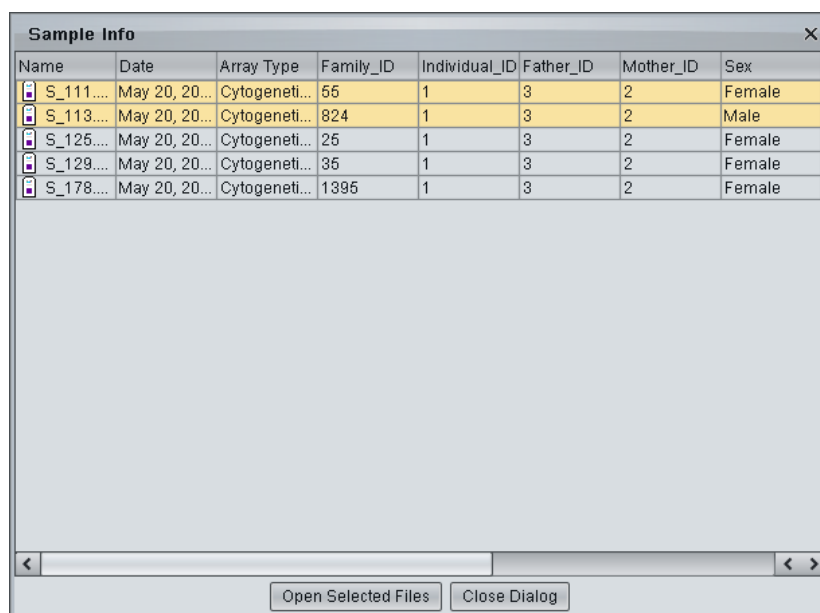 Sample Info
Name Date Array Type Family_ID Individual_ID Father_ID Mother_ID Sex
S_111.... May 20, 20... Cytogeneti... 55 1 3 2 Female
S_113.... May 20, 20... Cytogeneti... 824 1 3 2 Male
S_125.... May 20, 20... Cytogeneti... 25 1 3 2 Female
S_129.... May 20, 20... Cytogeneti... 35 1 3 2 Female
S_178.... May 20, 20... Cytogeneti... 1395 1 3 2 Female
Open Selected Files Close Dialog